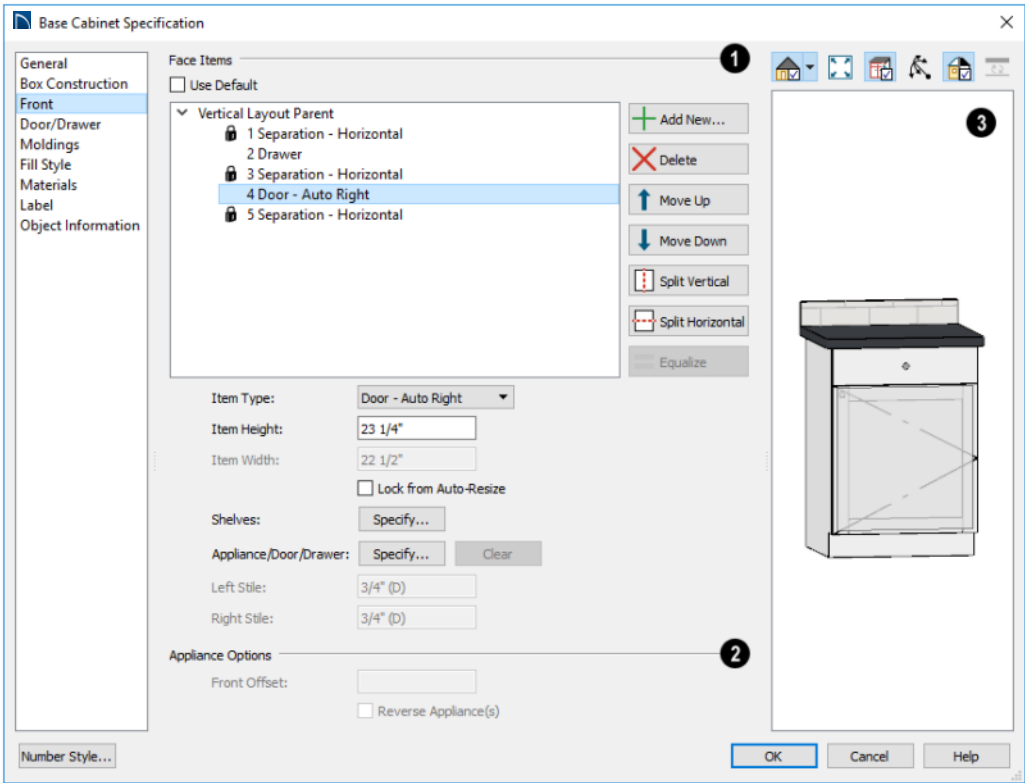 Base Cabinet Specification
General
Box Construction
Front
Door/Drawer
Moldings
Fill Style
Materials
Label
Object Information
Face Items
1
Use Default
Vertical Layout Parent
1 Separation - Horizontal
2 Drawer
3 Separation - Horizontal
4 Door - Auto Right
5 Separation - Horizontal
Add New...
Delete
Move Up
Move Down
Split Vertical
Split Horizontal
Equalize
Item Type:
Door - Auto Right
Item Height:
23 1/4"
Item Width:
22 1/2"
Lock from Auto-Resize
Shelves:
Specify...
Appliance/Door/Drawer:
Specify...
Clear
Left Stile:
3/4" (D)
Right Stile:
3/4" (D)
Appliance Options
2
Front Offset:
Reverse Appliance(s)
3
Number Style...
OK
Cancel
Help